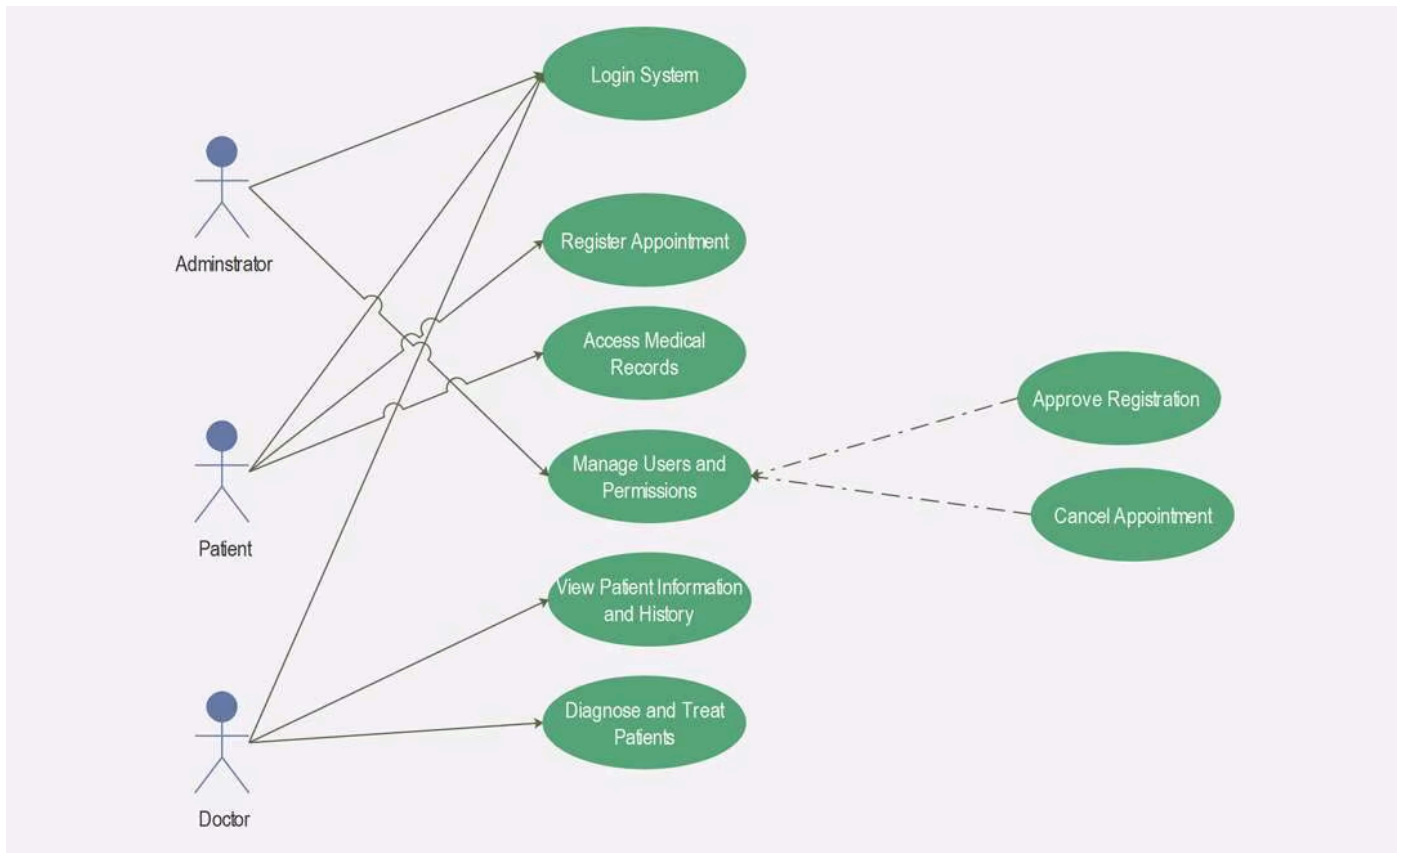 Login System
Adminstrator
Register Appointment
Access Medical
Records
Approve Registration
Manage Users and
Permissions
Cancel Appointment
Patient
View Patient Information
and History
Diagnose and Treat
Patients
Doctor